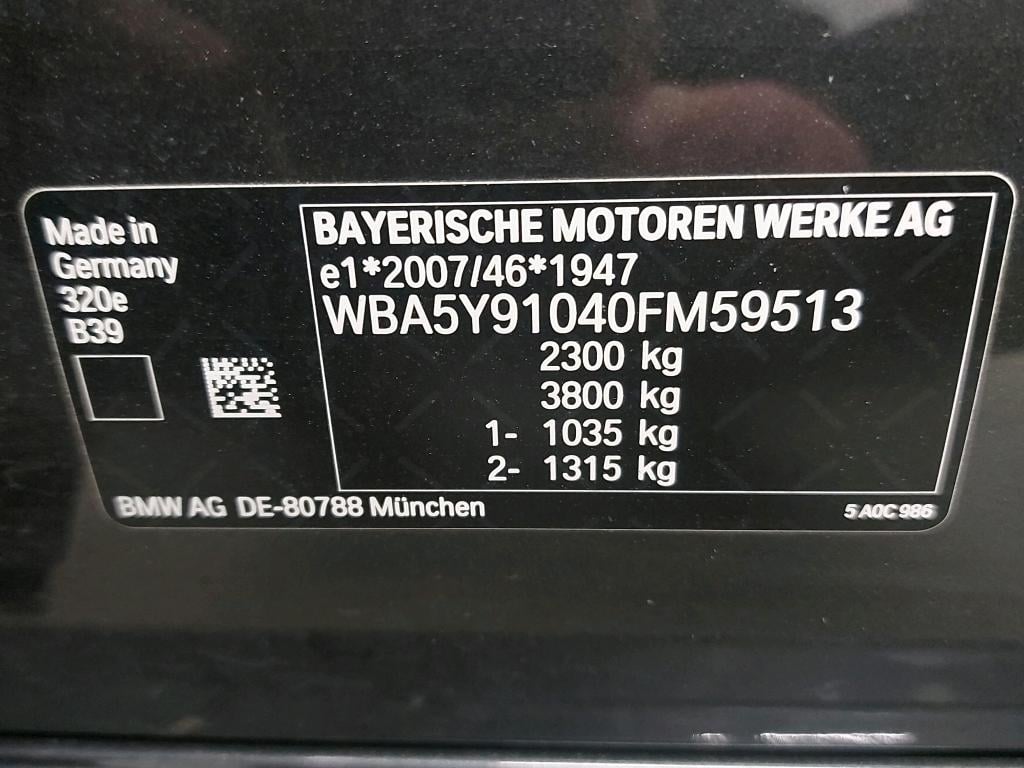 Made in
Germany
320e
B39
BAYERISCHE MOTOREN WERKE AG
e1*2007/46*1947
WBA5Y91040FM59513
2300 kg
3800 kg
1- 1035 kg
2- 1315 kg
BMW AG DE-80788 München
5 A0C 986